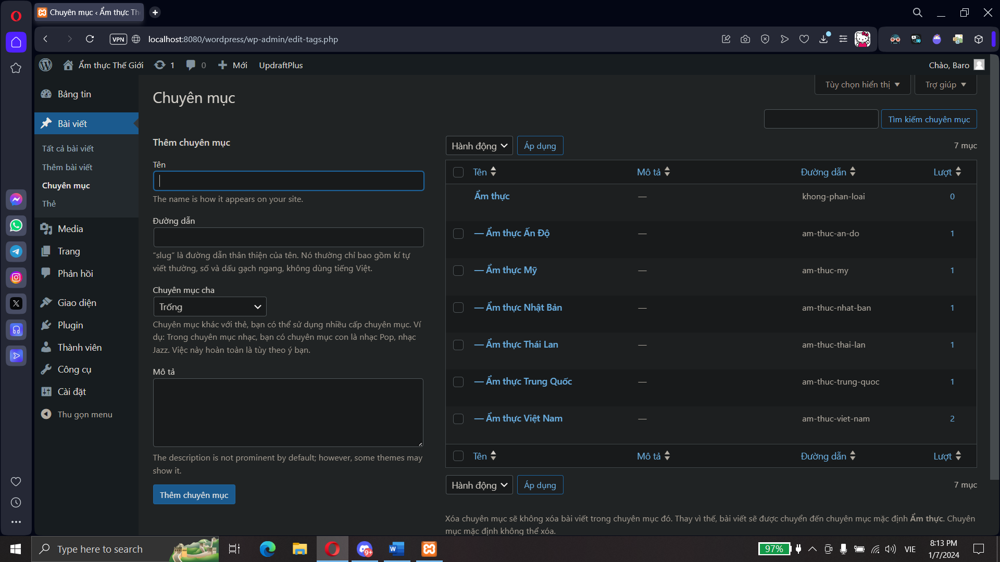 Chuyên mục ‹ Ẩm thực Th
VPN
localhost:8080/wordpress/wp-admin/edit-tags.php
Ẩm thực Thế Giới
1
0
Mới
UpdraftPlus
Chào, Baro
Tùy chọn hiển thị
Trợ giúp
Bảng tin
Bài viết
Tất cả bài viết
Thêm bài viết
Chuyên mục
Thẻ
Media
Trang
Phản hồi
Giao diện
Plugin
Thành viên
Công cụ
Cài đặt
Thu gọn menu
Chuyên mục
Tìm kiếm chuyên mục
Thêm chuyên mục
Tên
The name is how it appears on your site.
Đường dẫn
“slug” là đường dẫn thân thiện của tên. Nó thường chỉ bao gồm kí tự
viết thường, số và dấu gạch ngang, không dùng tiếng Việt.
Chuyên mục cha
Trống
Chuyên mục khác với thẻ, bạn có thể sử dụng nhiều cấp chuyên mục. Ví
dụ: Trong chuyên mục nhạc, bạn có chuyên mục con là nhạc Pop, nhạc
Jazz. Việc này hoàn toàn là tùy theo ý bạn.
Mô tả
The description is not prominent by default; however, some themes may
show it.
Thêm chuyên mục
Hành động
Áp dụng
7 mục
Tên Mô tả Đường dẫn Lượt
Ẩm thực — khong-phan-loai 0
— Ẩm thực Ấn Độ — am-thuc-an-do 1
— Ẩm thực Mỹ — am-thuc-my 1
— Ẩm thực Nhật Bản — am-thuc-nhat-ban 1
— Ẩm thực Thái Lan — am-thuc-thai-lan 1
— Ẩm thực Trung Quốc — am-thuc-trung-quoc 1
— Ẩm thực Việt Nam — am-thuc-viet-nam 2
Tên Mô tả Đường dẫn Lượt
Hành động
Áp dụng
7 mục
Xóa chuyên mục sẽ không xóa bài viết trong chuyên mục đó. Thay vì thế, bài viết sẽ được chuyển đến chuyên mục mặc định Ẩm thực. Chuyên
mục mặc định không thể xóa.
Type here to search
9+
97%
VIE
8:13 PM
1/7/2024